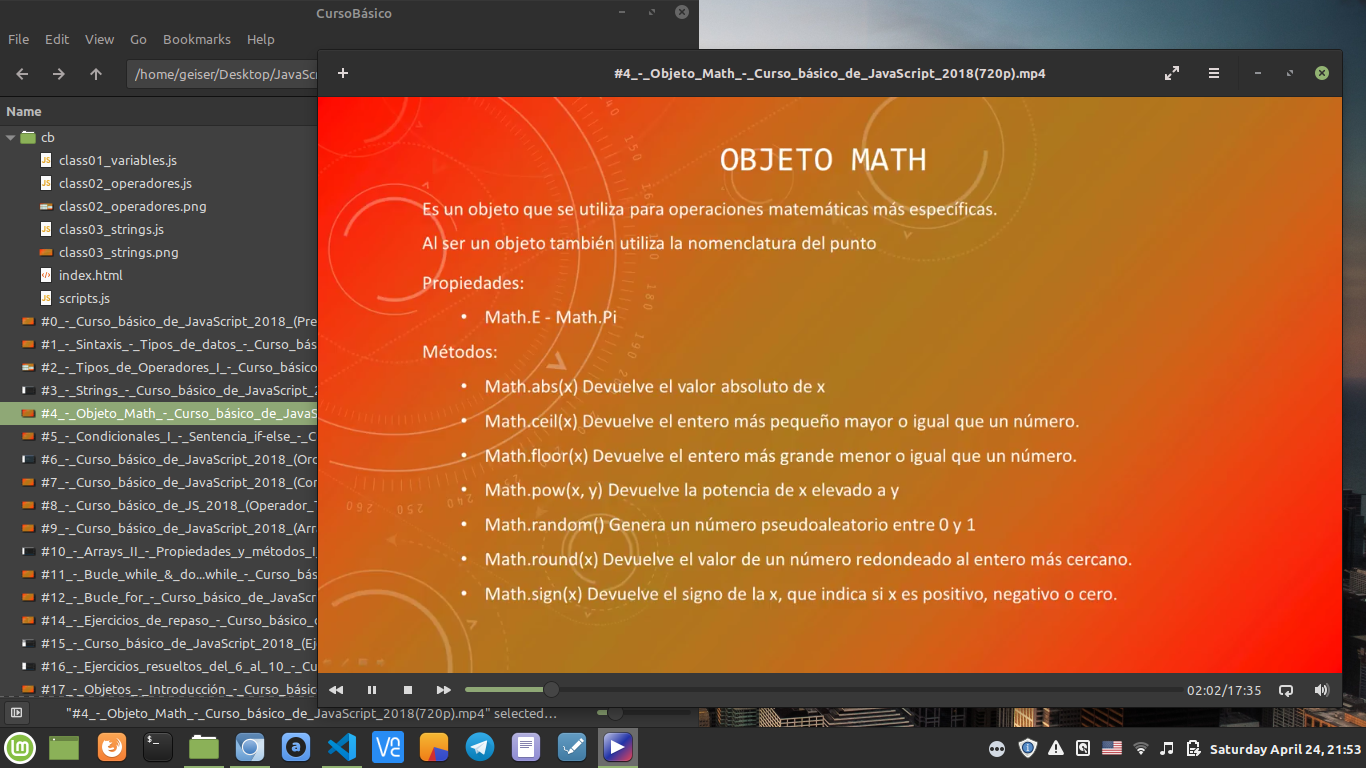 CursoBásico
File Edit View Go Bookmarks Help
/home/geiser/Desktop/JavaScri
#4_-_Objeto_Math_-_Curso_básico_de_JavaScript_2018(720p).mp4
Name
cb
class01_variables.js
class02_operadores.js
class02_operadores.png
class03_strings.js
class03_strings.png
index.html
scripts.js
#0_-_Curso_básico_de_JavaScript_2018_(Pre
#1_-_Sintaxis_-_Tipos_de_datos_-_Curso_bás
#2_-_Tipos_de_Operadores_I_-_Curso_básic
#3_-_Strings_-_Curso_básico_de_JavaScript_2
#4_-_Objeto_Math_-_Curso_básico_de_JavaS
#5_-_Condicionales_I_-_Sentencia_if-else_-_C
#6_-_Curso_básico_de_JavaScript_2018_(Orc
#7_-_Curso_básico_de_JavaScript_2018_(Cor
#8_-_Curso_básico_de_JS_2018_(Operador_T
#9_-_Curso_básico_de_JavaScript_2018_(Arra
#10_-_Arrays_II_-_Propiedades_y_métodos_I_
#11_-_Bucle_while_&_do...while_-_Curso_bás
#12_-_Bucle_for_-_Curso_básico_de_JavaScri
#14_-_Ejercicios_de_repaso_-_Curso_básico_c
#15_-_Curso_básico_de_JavaScript_2018_(Eje
#16_-_Ejercicios_resueltos_del_6_al_10_-_Cu
#17_-_Objetos_-_Introducción_-_Curso_básic
OBJETO MATH
Es un objeto que se utiliza para operaciones matemáticas más específicas.
Al ser un objeto también utiliza la nomenclatura del punto
Propiedades:
• Math.E - Math.Pi
Métodos:
• Math.abs(x) Devuelve el valor absoluto de x
• Math.ceil(x) Devuelve el entero más pequeño mayor o igual que un número.
• Math.floor(x) Devuelve el entero más grande menor o igual que un número.
• Math.pow(x, y) Devuelve la potencia de x elevado a y
• Math.random() Genera un número pseudoaleatorio entre 0 y 1
• Math.round(x) Devuelve el valor de un número redondeado al entero más cercano.
• Math.sign(x) Devuelve el signo de la x, que indica si x es positivo, negativo o cero.
02:02/17:35
"#4_-_Objeto_Math_-_Curso_básico_de_JavaScript_2018(720p).mp4" selected…
Saturday April 24, 21:53